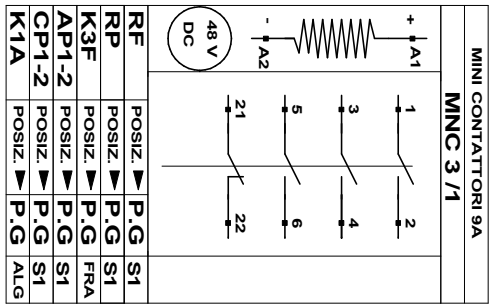 MINI CONTATTORI 9A
MNC 3 /1
+ A1
1 2
3 4
5 6
21 22
- A2
48 V
DC
RF POSIZ. ► P.G S1
RP POSIZ. ► P.G S1
K3F POSIZ. ► P.G FRA
AP1-2 POSIZ. ► P.G S1
CP1-2 POSIZ. ► P.G S1
K1A POSIZ. ► P.G ALG